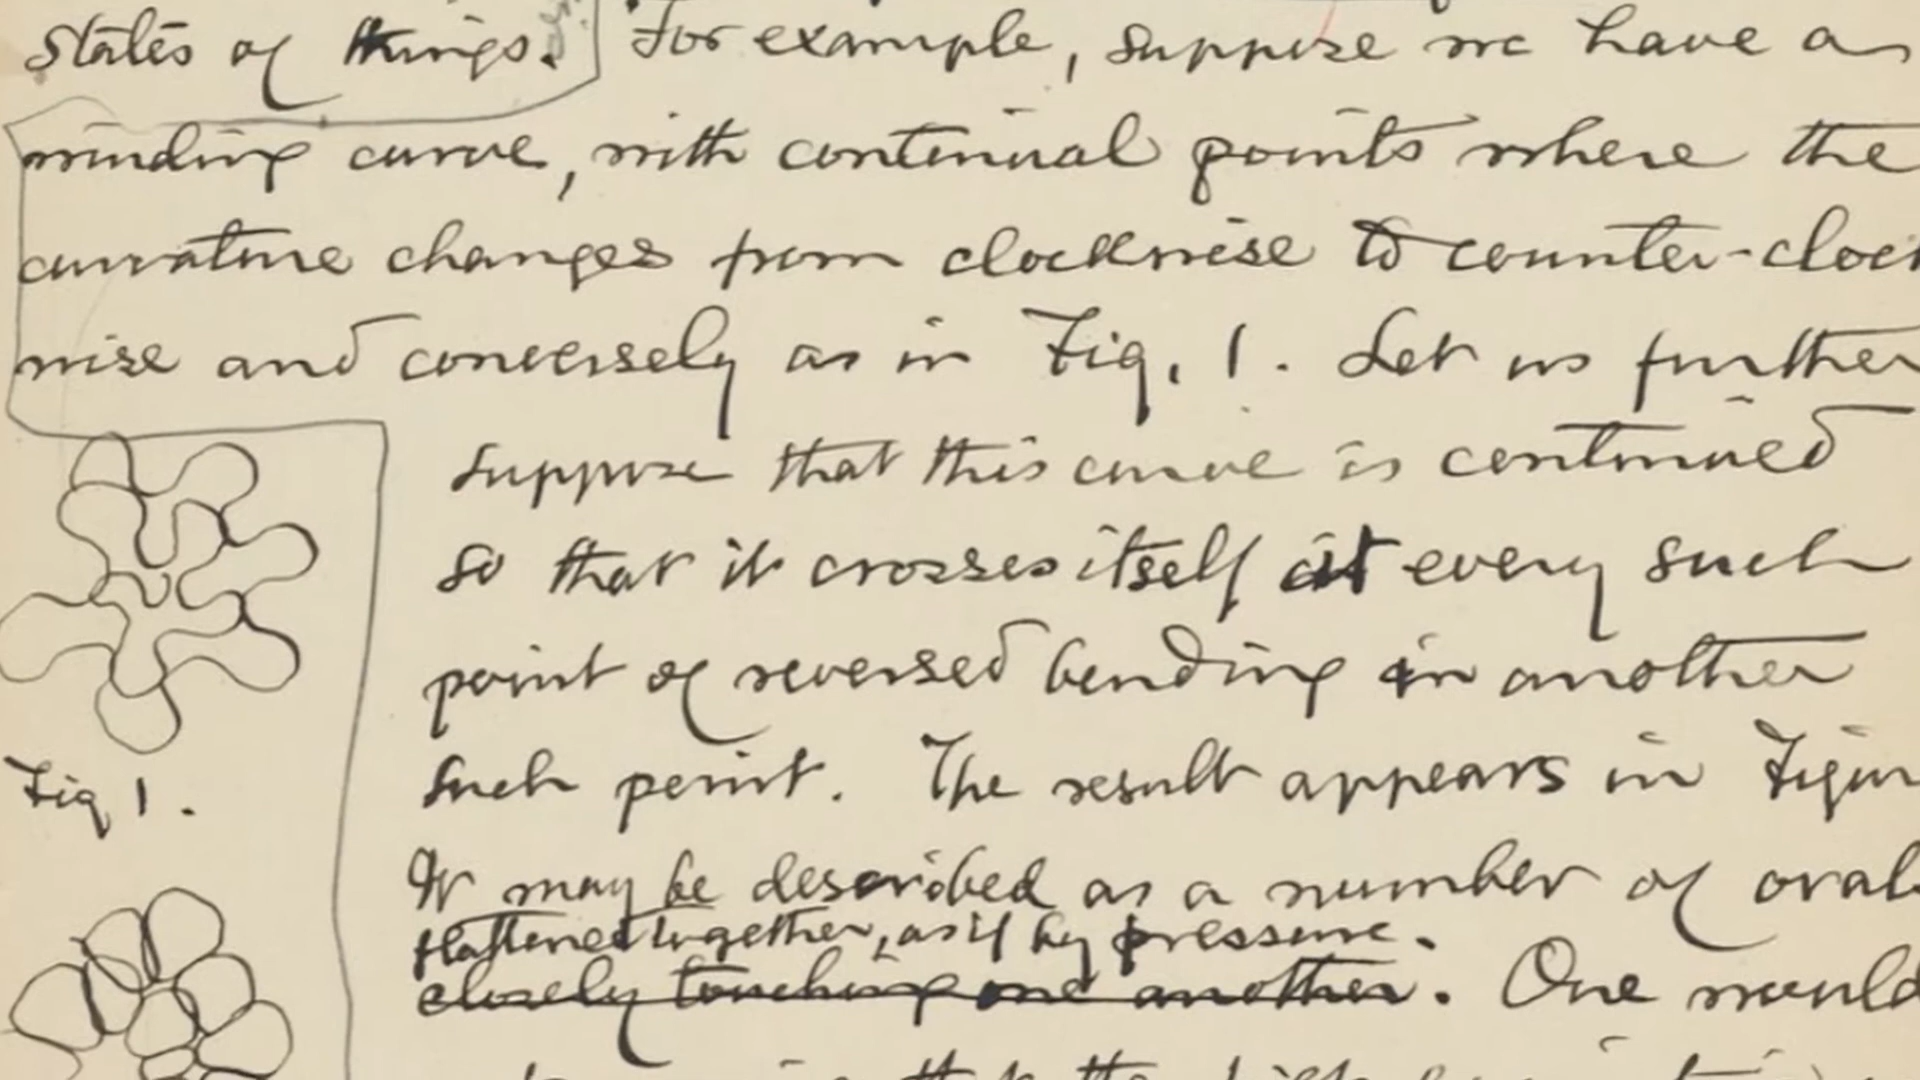 States of things. For example, suppose we have a
winding curve, with continual points where the
curvature changes from clockwise to counter-clock
wise and conversely as in Fig. 1. Let us further
suppose that this curve is continued
so that it crosses itself at every such
point of reversed bending in another
such point. The result appears in Figur
It may be described as a number of oval
flattened together, as if by pressure.
closely touching one another. One would
Fig 1.